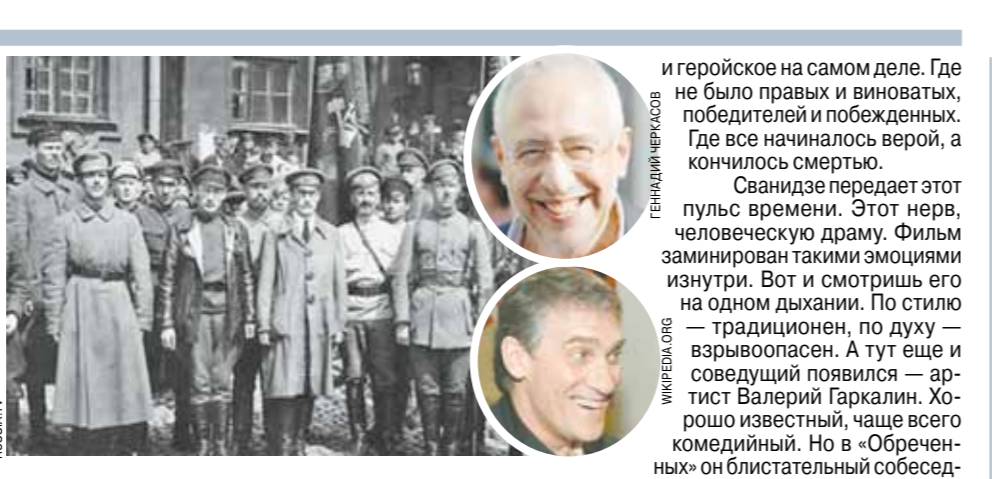 и геройское на самом деле. Где
не было правых и виноватых,
победителей и побежденных.
Где все начиналось верой, а
кончилось смертью.
Сванидзе передает этот
пульс времени. Этот нерв,
человеческую драму. Фильм
заминирован такими эмоциями
изнутри. Вот и смотришь его
на одном дыхании. По стилю
— традиционен, по духу —
взрывоопасен. А тут еще и
соведущий появился — ар-
тист Валерий Гаркалин. Хо-
рошо известный, чаще всего
комедийный. Но в «Обречен-
ных» он блистательный собесед-
ГЕННАДИЙ ЧЕРКАСОВ
WIKIPEDIA.ORG